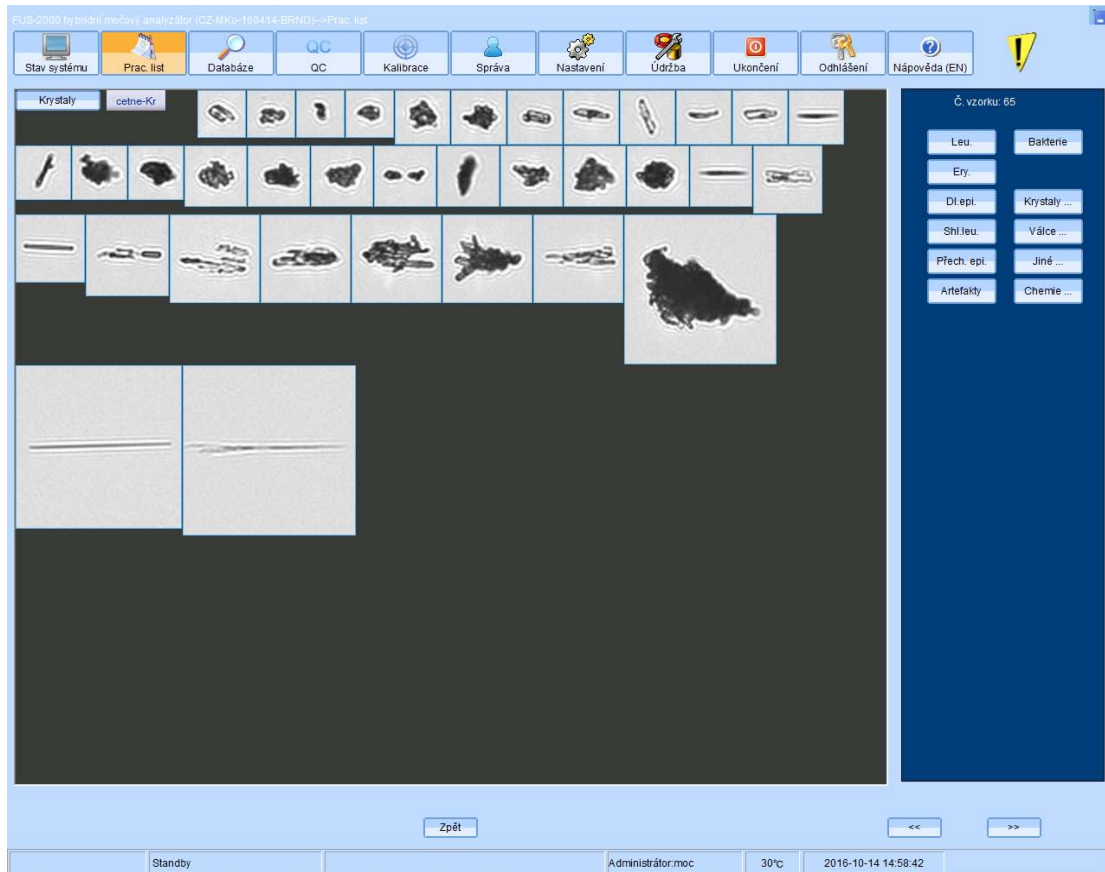 FUS-2000 hybridní močový analyzátor (CZ-MKo-160414-BRNO)-->Prac. list
Stav systému Prac. list Databáze QC QC Kalibrace Správa Nastavení Údržba Ukončení Odhlášení Nápověda (EN)
Krystaly cetne-Kr
Č. vzorku: 65
Leu. Bakterie
Ery.
Dl.epi. Krystaly ...
Shl.leu. Válce ...
Přech. epi. Jiné ...
Artefakty Chemie ...
Zpět << >>
Standby Administrátor:moc 30℃ 2016-10-14 14:58:42